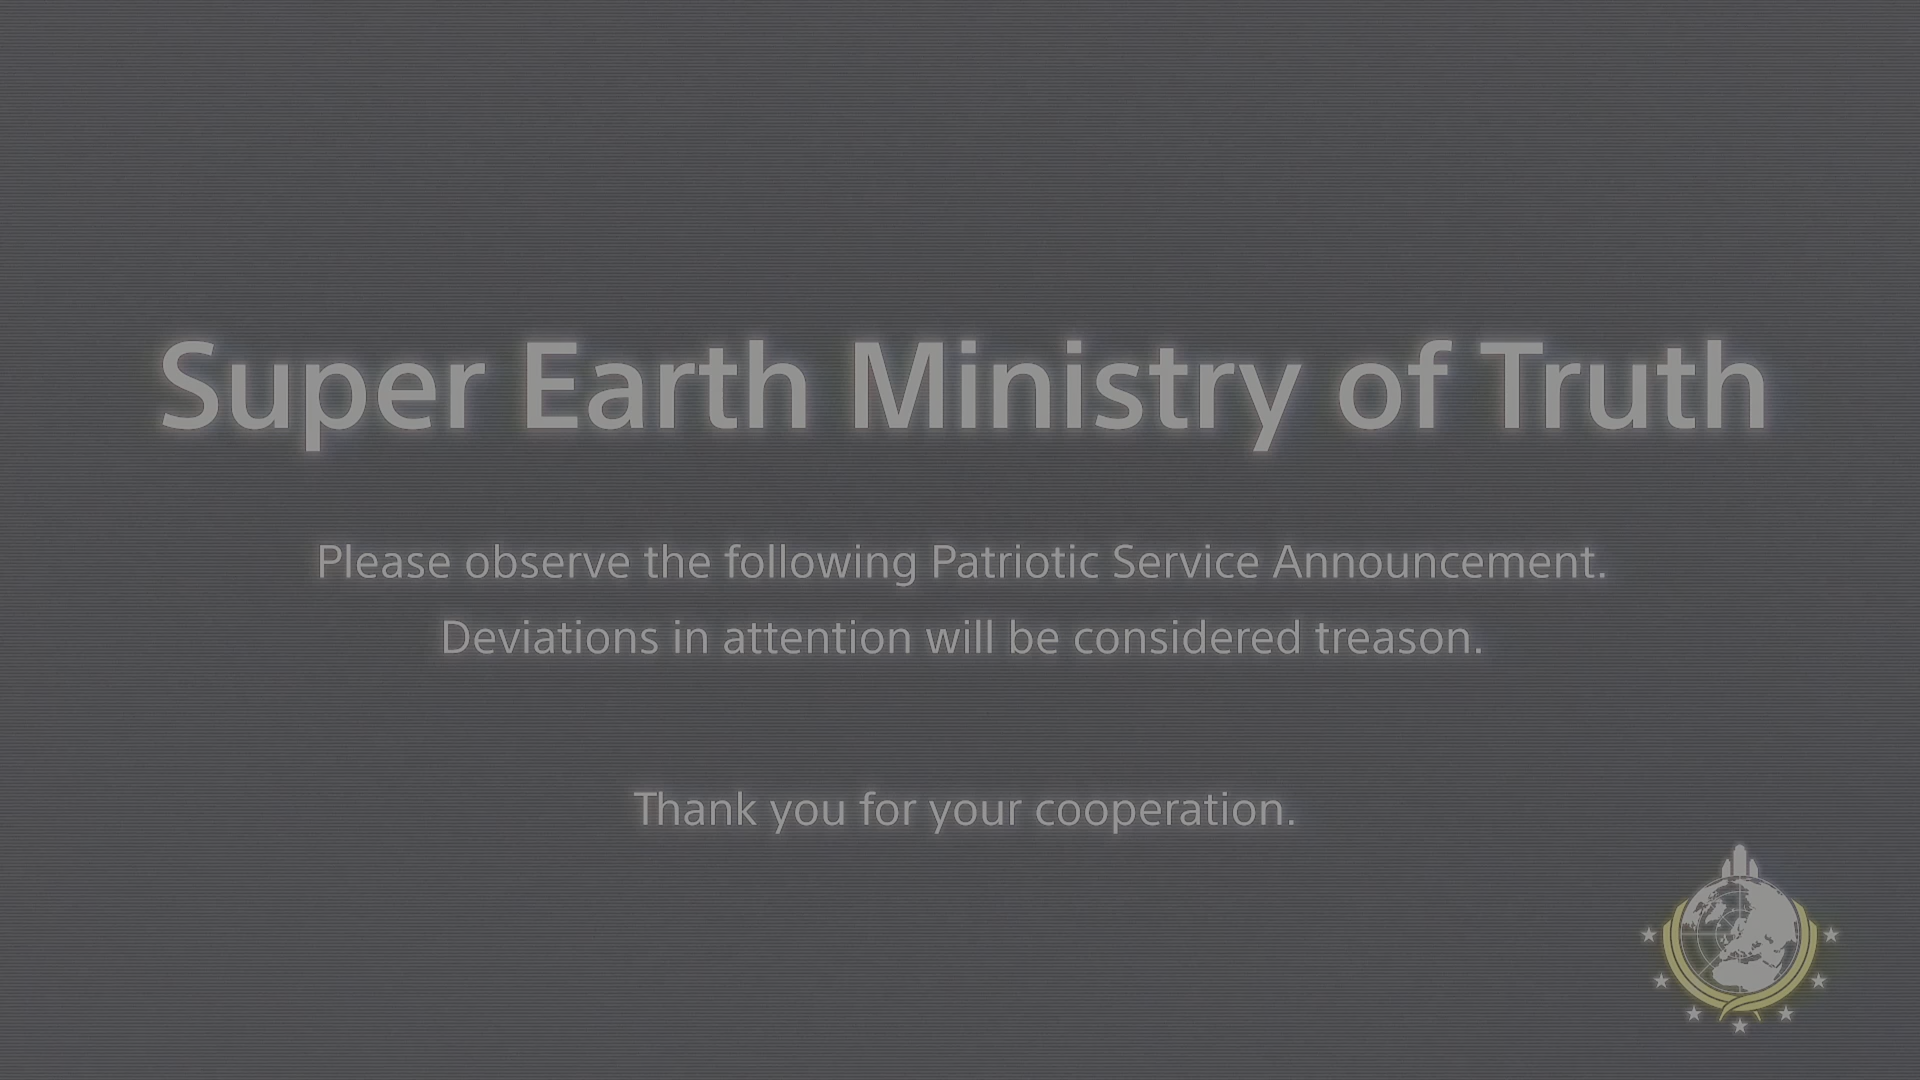 Super Earth Ministry of Truth
Please observe the following Patriotic Service Announcement.
Deviations in attention will be considered treason.
Thank you for your cooperation.